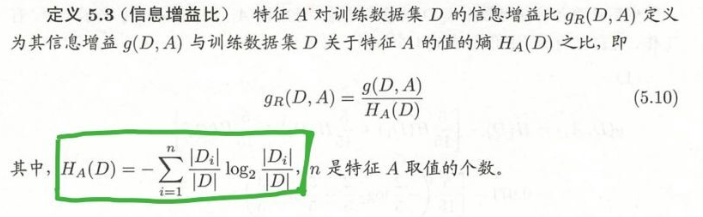 定义 5.3（信息增益比） 特征 A 对训练数据集 D 的信息增益比 g_R(D, A) 定义
为其信息增益 g(D, A) 与训练数据集 D 关于特征 A 的值的熵 H_A(D) 之比，即
g_R(D, A) = \frac{g(D, A)}{H_A(D)} (5.10)
其中，H_A(D) = -\sum_{i=1}^{n} \frac{|D_i|}{|D|} \log_2 \frac{|D_i|}{|D|}，n 是特征 A 取值的个数。